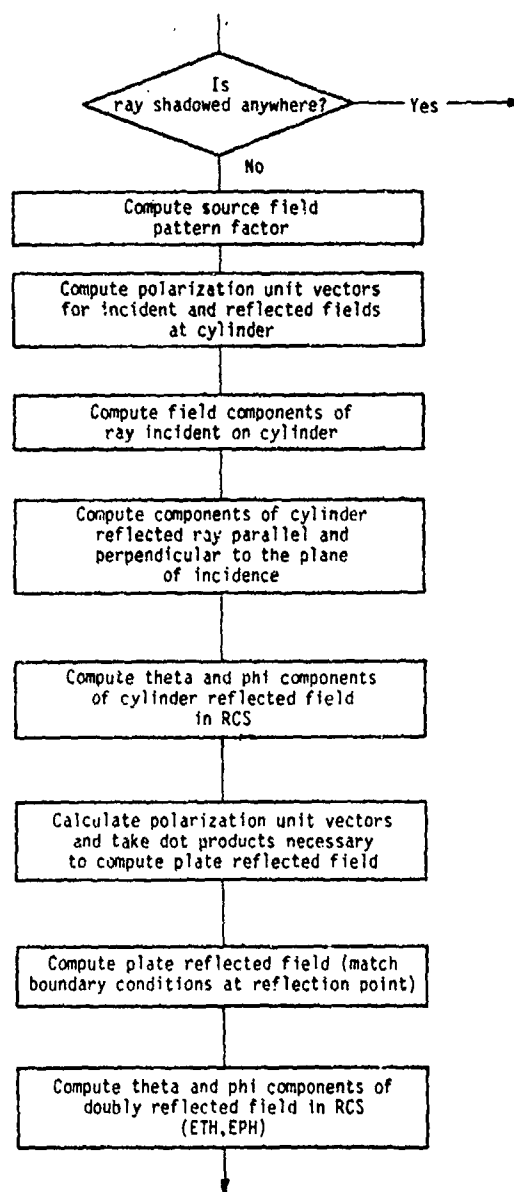 Is
ray shadowed anywhere?
Yes
No
Compute source field
pattern factor
Compute polarization unit vectors
for incident and reflected fields
at cylinder
Compute field components of
ray incident on cylinder
Compute components of cylinder
reflected ray parallel and
perpendicular to the plane
of incidence
Compute theta and phi components
of cylinder reflected field
in RCS
Calculate polarization unit vectors
and take dot products necessary
to compute plate reflected field
Compute plate reflected field (match
boundary conditions at reflection point)
Compute theta and phi components of
doubly reflected field in RCS
(ETH,EPH)